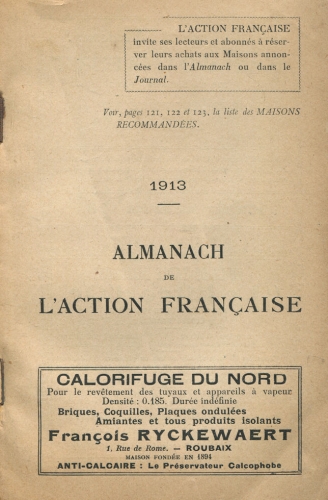 L'ACTION FRANÇAISE
invite ses lecteurs et abonnés à réser-
ver leurs achats aux Maisons annon-
cées dans l'Almanach ou dans le
Journal.
Voir, pages 121, 122 et 123, la liste des MAISONS
RECOMMANDÉES.
1913
ALMANACH
DE
L'ACTION FRANÇAISE
CALORIFUGE DU NORD
Pour le revêtement des tuyaux et appareils à vapeur
Densité : 0.185. Durée indéfinie
Briques, Coquilles, Plaques ondulées
Amiantes et tous produits isolants
François RYCKEWAERT
1, Rue de Rome. — ROUBAIX
MAISON FONDÉE EN 1894
ANTI-CALCAIRE : Le Préservateur Calcophobe